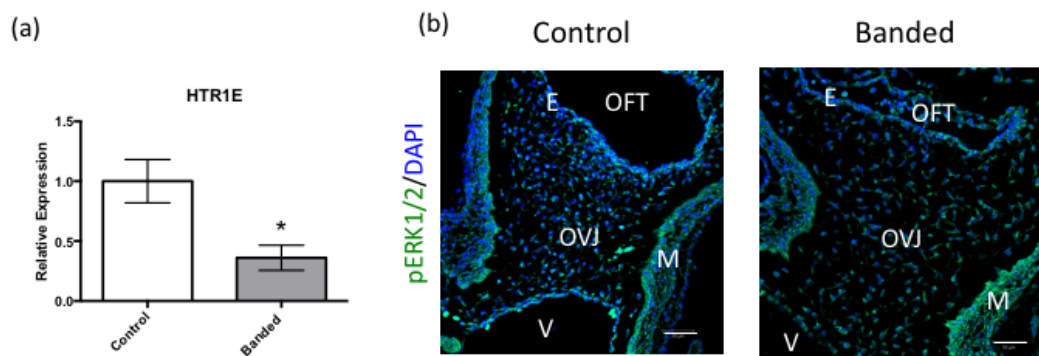 (a)
HTR1E
Relative Expression
1.5
1.0
0.5
0.0
*
Control
Banded
(b)
Control
Banded
pERK1/2/DAPI
E
OFT
OVJ
M
V
E
OFT
OVJ
M
V